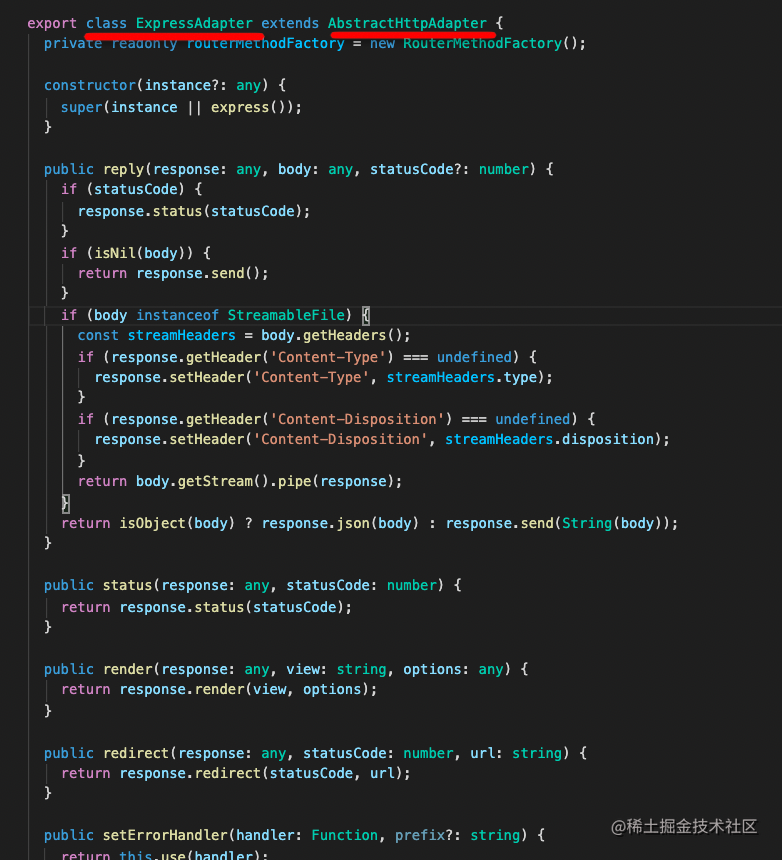 export class ExpressAdapter extends AbstractHttpAdapter {
private readonly routerMethodFactory = new RouterMethodFactory();
constructor(instance?: any) {
super(instance || express());
}
public reply(response: any, body: any, statusCode?: number) {
if (statusCode) {
response.status(statusCode);
}
if (isNil(body)) {
return response.send();
}
if (body instanceof StreamableFile) {
const streamHeaders = body.getHeaders();
if (response.getHeader('Content-Type') === undefined) {
response.setHeader('Content-Type', streamHeaders.type);
}
if (response.getHeader('Content-Disposition') === undefined) {
response.setHeader('Content-Disposition', streamHeaders.disposition);
}
return body.getStream().pipe(response);
}
return isObject(body) ? response.json(body) : response.send(String(body));
}
public status(response: any, statusCode: number) {
return response.status(statusCode);
}
public render(response: any, view: string, options: any) {
return response.render(view, options);
}
public redirect(response: any, statusCode: number, url: string) {
return response.redirect(statusCode, url);
}
public setErrorHandler(handler: Function, prefix?: string) {
return this.use(handler);
@稀土掘金技术社区